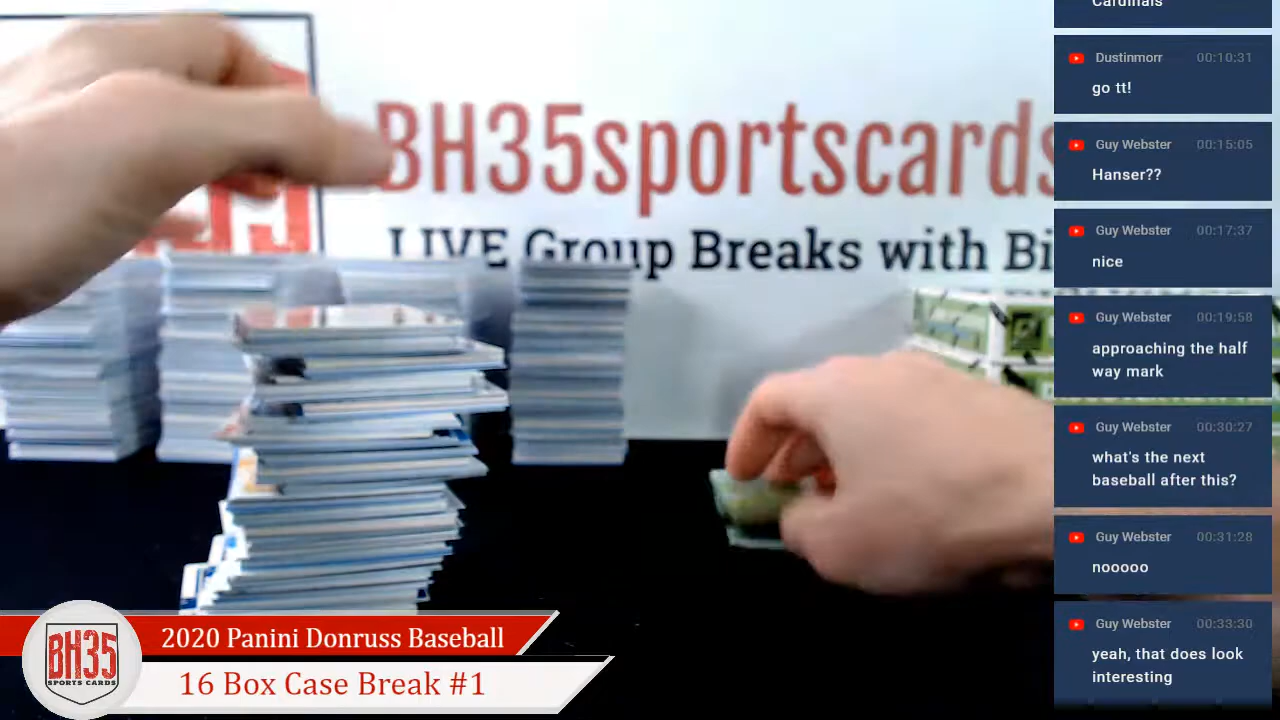 BH35sportscards
LIVE Group Breaks with Bi
Cardinals
Dustinmorr 00:10:31
go tt!
Guy Webster 00:15:05
Hanser??
Guy Webster 00:17:37
nice
Guy Webster 00:19:58
approaching the half
way mark
Guy Webster 00:30:27
what's the next
baseball after this?
Guy Webster 00:31:28
nooooo
Guy Webster 00:33:30
yeah, that does look
interesting
BH35
SPORTS CARDS
2020 Panini Donruss Baseball
16 Box Case Break #1